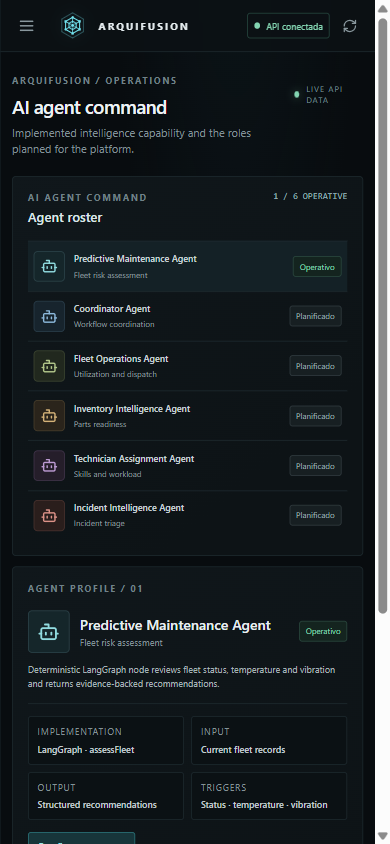 ARQUIFUSION
API conectada
ARQUIFUSION / OPERATIONS
AI agent command
LIVE API
DATA
Implemented intelligence capability and the roles
planned for the platform.
AI AGENT COMMAND
1 / 6 OPERATIVE
Agent roster
Predictive Maintenance Agent
Fleet risk assessment
Operativo
Coordinator Agent
Workflow coordination
Planificado
Fleet Operations Agent
Utilization and dispatch
Planificado
Inventory Intelligence Agent
Parts readiness
Planificado
Technician Assignment Agent
Skills and workload
Planificado
Incident Intelligence Agent
Incident triage
Planificado
AGENT PROFILE / 01
Predictive Maintenance Agent
Fleet risk assessment
Operativo
Deterministic LangGraph node reviews fleet status, temperature and vibration
and returns evidence-backed recommendations.
IMPLEMENTATION
LangGraph · assessFleet
INPUT
Current fleet records
OUTPUT
Structured recommendations
TRIGGERS
Status · temperature · vibration